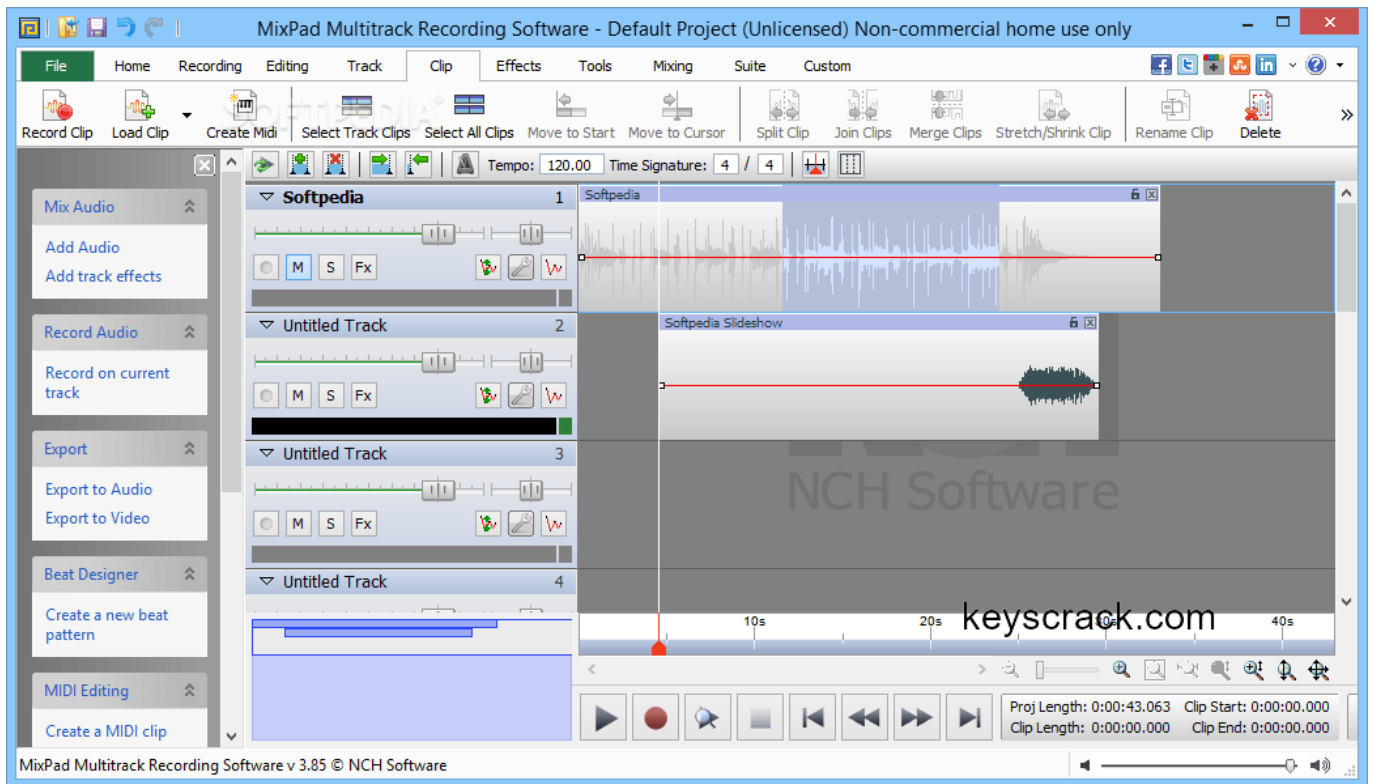 MixPad Multitrack Recording Software - Default Project (Unlicensed) Non-commercial home use only
File Home Recording Editing Track Clip Effects Tools Mixing Suite Custom
Record Clip Load Clip Create Midi Select Track Clips Select All Clips Move to Start Move to Cursor Split Clip Join Clips Merge Clips Stretch/Shrink Clip Rename Clip Delete
SOFTPEDIA
Tempo: 120.00 Time Signature: 4 / 4
Mix Audio
Add Audio
Add track effects
Record Audio
Record on current
track
Export
Export to Audio
Export to Video
Beat Designer
Create a new beat
pattern
MIDI Editing
Create a MIDI clip
Softpedia 1
M S Fx
Untitled Track 2
M S Fx
Untitled Track 3
M S Fx
Untitled Track 4
Softpedia
Softpedia Slideshow
NCH
NCH Software
keyscrack.com
10s 20s 30s 40s
Proj Length: 0:00:43.063 Clip Start: 0:00:00.000
Clip Length: 0:00:00.000 Clip End: 0:00:00.000
MixPad Multitrack Recording Software v 3.85 © NCH Software